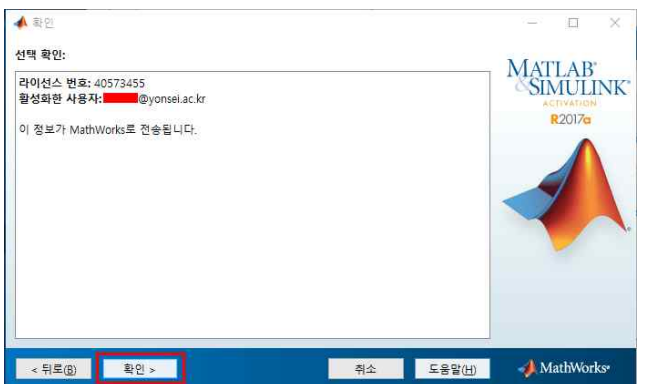 확인
선택 확인:
라이선스 번호: 40573455
활성화한 사용자: @yonsei.ac.kr
이 정보가 MathWorks로 전송됩니다.
MATLAB®
&SIMULINK®
ACTIVATION
R2017a
< 뒤로(B)
확인 >
취소
도움말(H)
MathWorks®